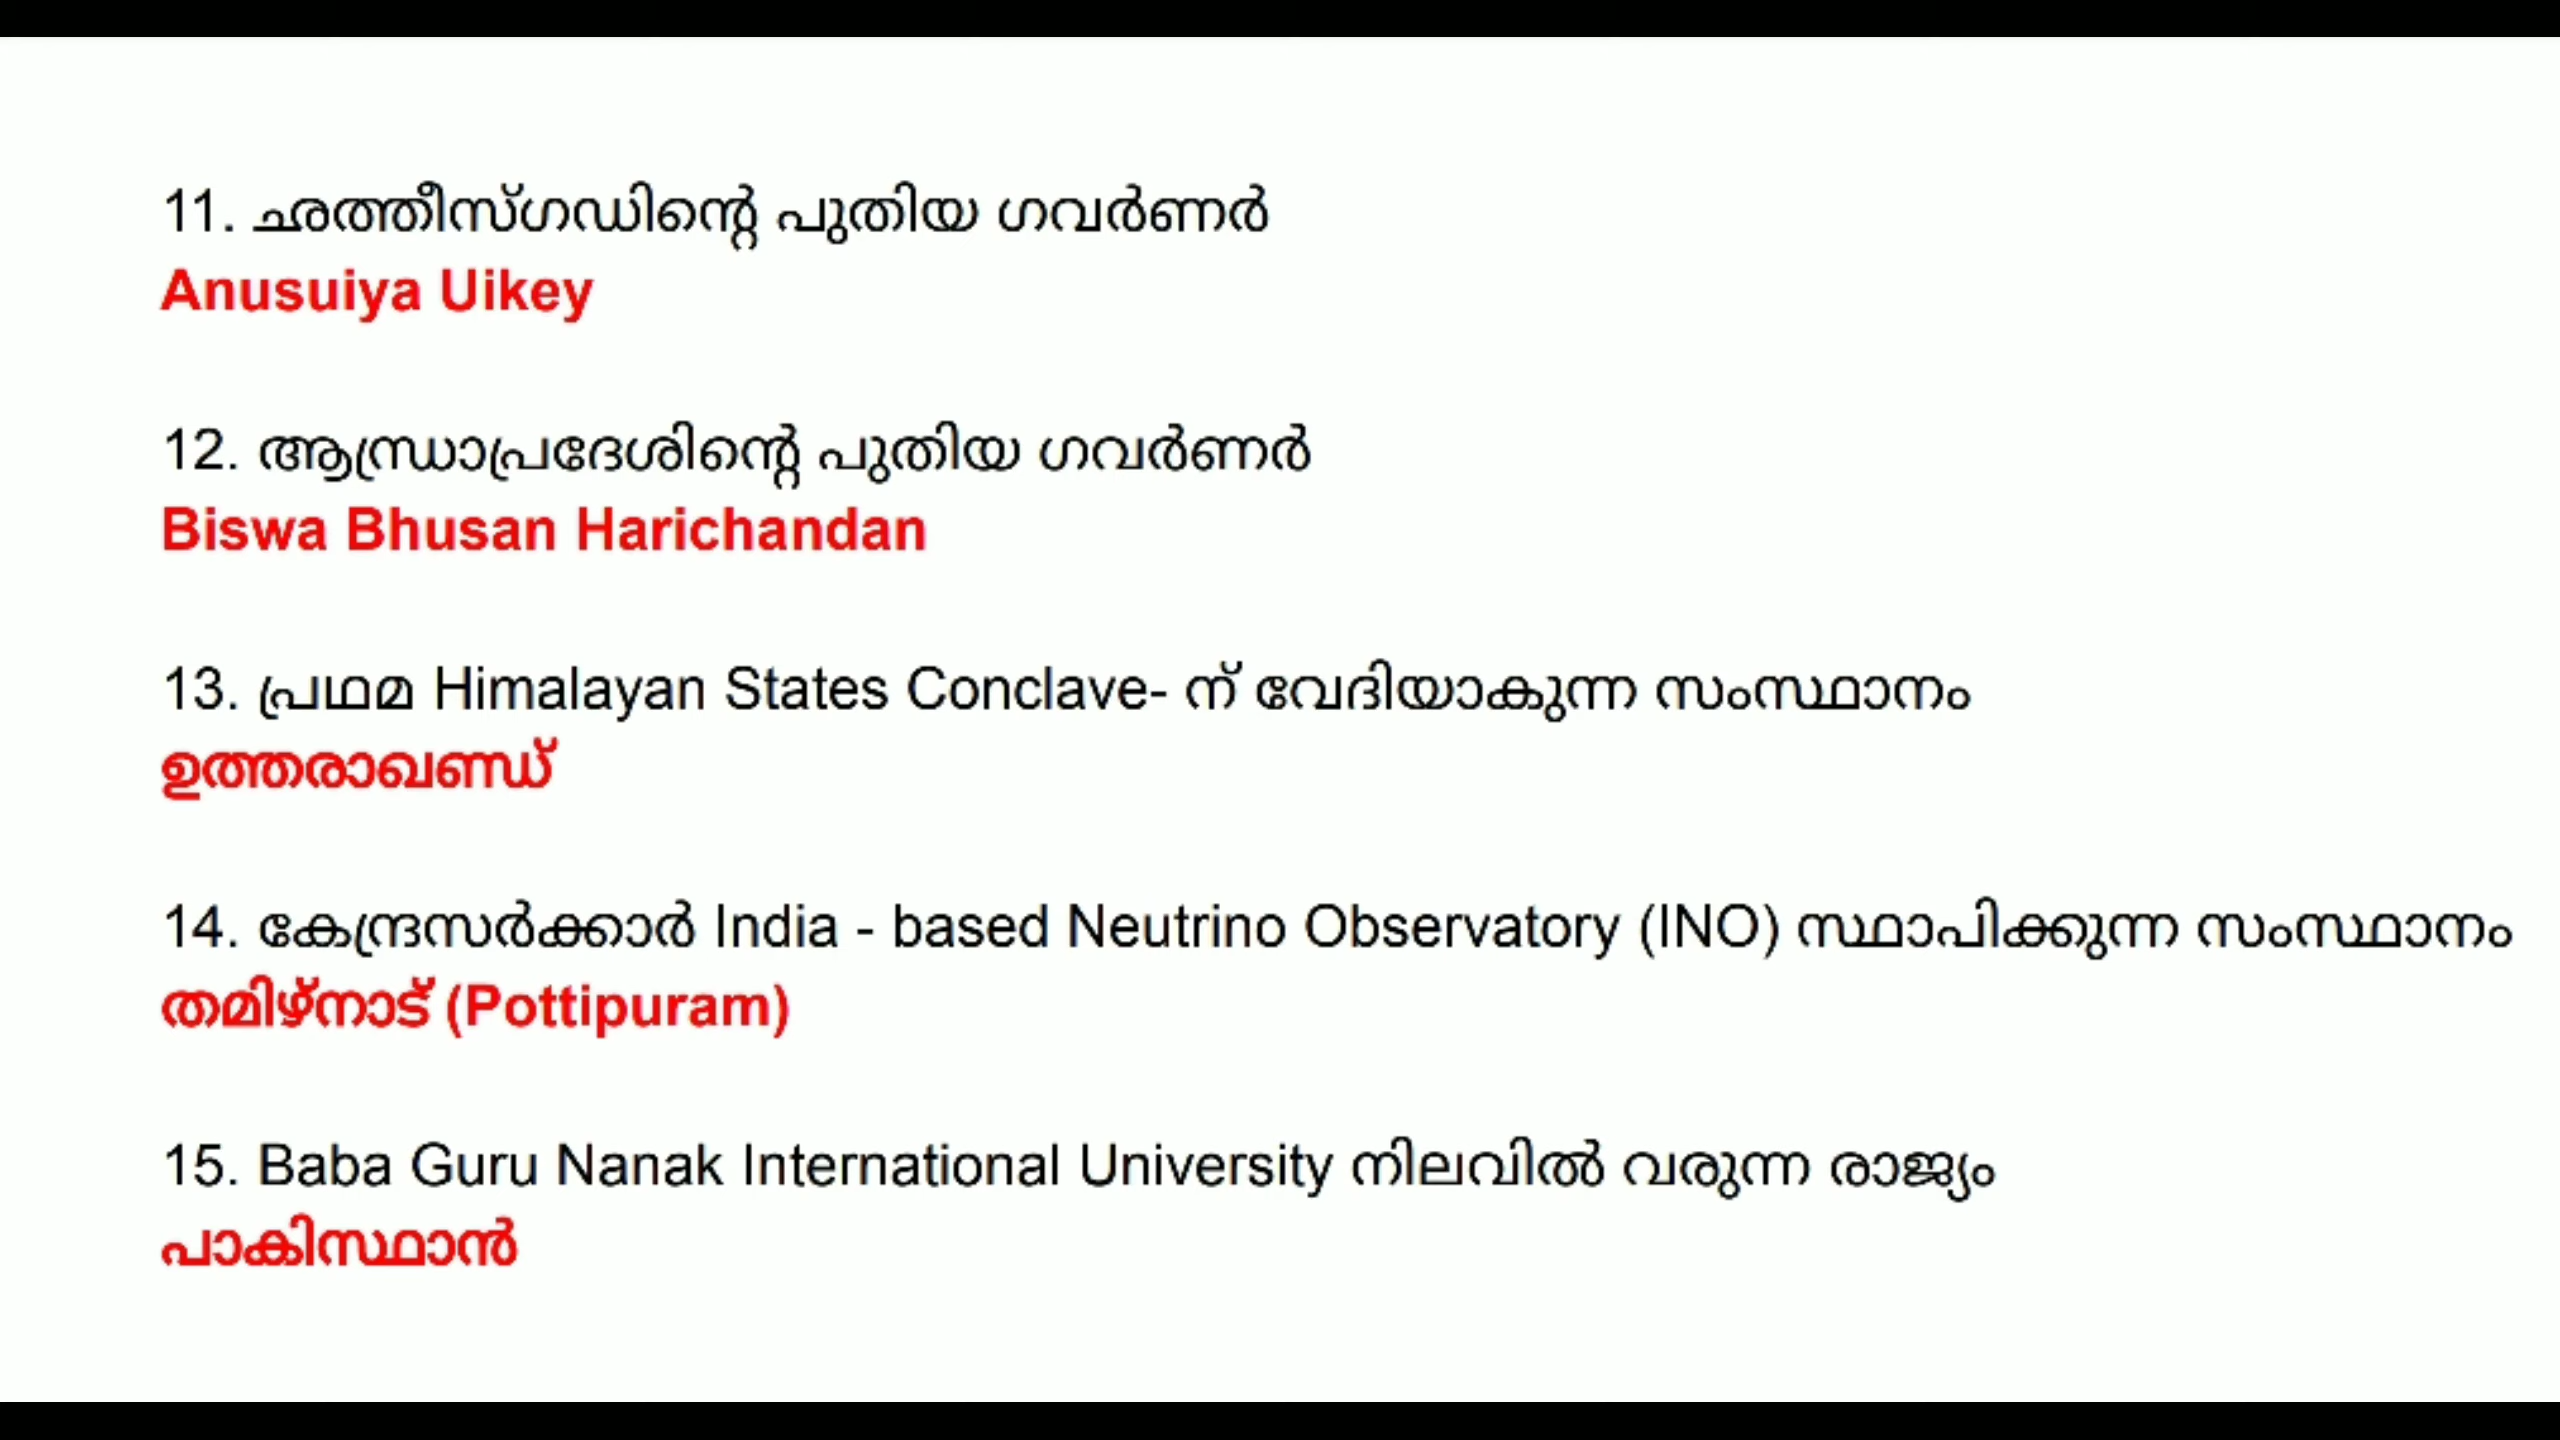 11. ഛത്തീസ്ഗഡിന്റെ പുതിയ ഗവർണർ
Anusuiya Uikey
12. ആന്ധ്രാപ്രദേശിന്റെ പുതിയ ഗവർണർ
Biswa Bhusan Harichandan
13. പ്രഥമ Himalayan States Conclave- ന് വേദിയാകുന്ന സംസ്ഥാനം
ഉത്തരാഖണ്ഡ്
14. കേന്ദ്രസർക്കാർ India - based Neutrino Observatory (INO) സ്ഥാപിക്കുന്ന സംസ്ഥാനം
തമിഴ്നാട് (Pottipuram)
15. Baba Guru Nanak International University നിലവിൽ വരുന്ന രാജ്യം
പാകിസ്ഥാൻ